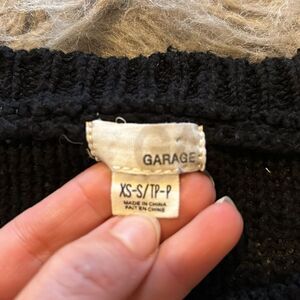 GARAGE
XS-S/TP-P
MADE IN CHINA
FAIT EN CHINE